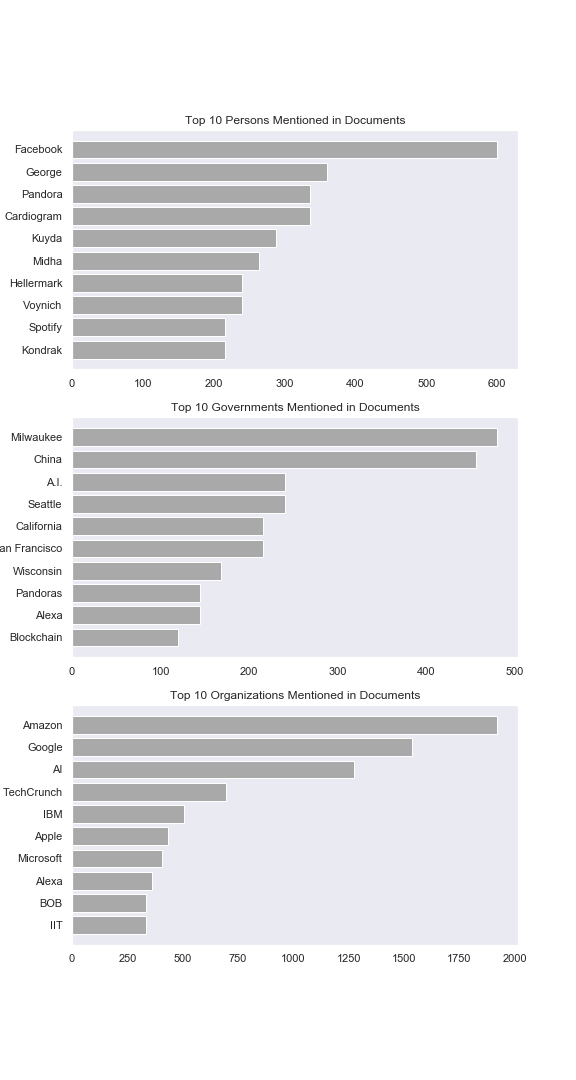 Top 10 Persons Mentioned in Documents
Facebook
George
Pandora
Cardiogram
Kuyda
Midha
Hellermark
Voynich
Spotify
Kondrak
0 100 200 300 400 500 600
Top 10 Governments Mentioned in Documents
Milwaukee
China
A.I.
Seattle
California
an Francisco
Wisconsin
Pandoras
Alexa
Blockchain
0 100 200 300 400 500
Top 10 Organizations Mentioned in Documents
Amazon
Google
AI
TechCrunch
IBM
Apple
Microsoft
Alexa
BOB
IIT
0 250 500 750 1000 1250 1500 1750 2000